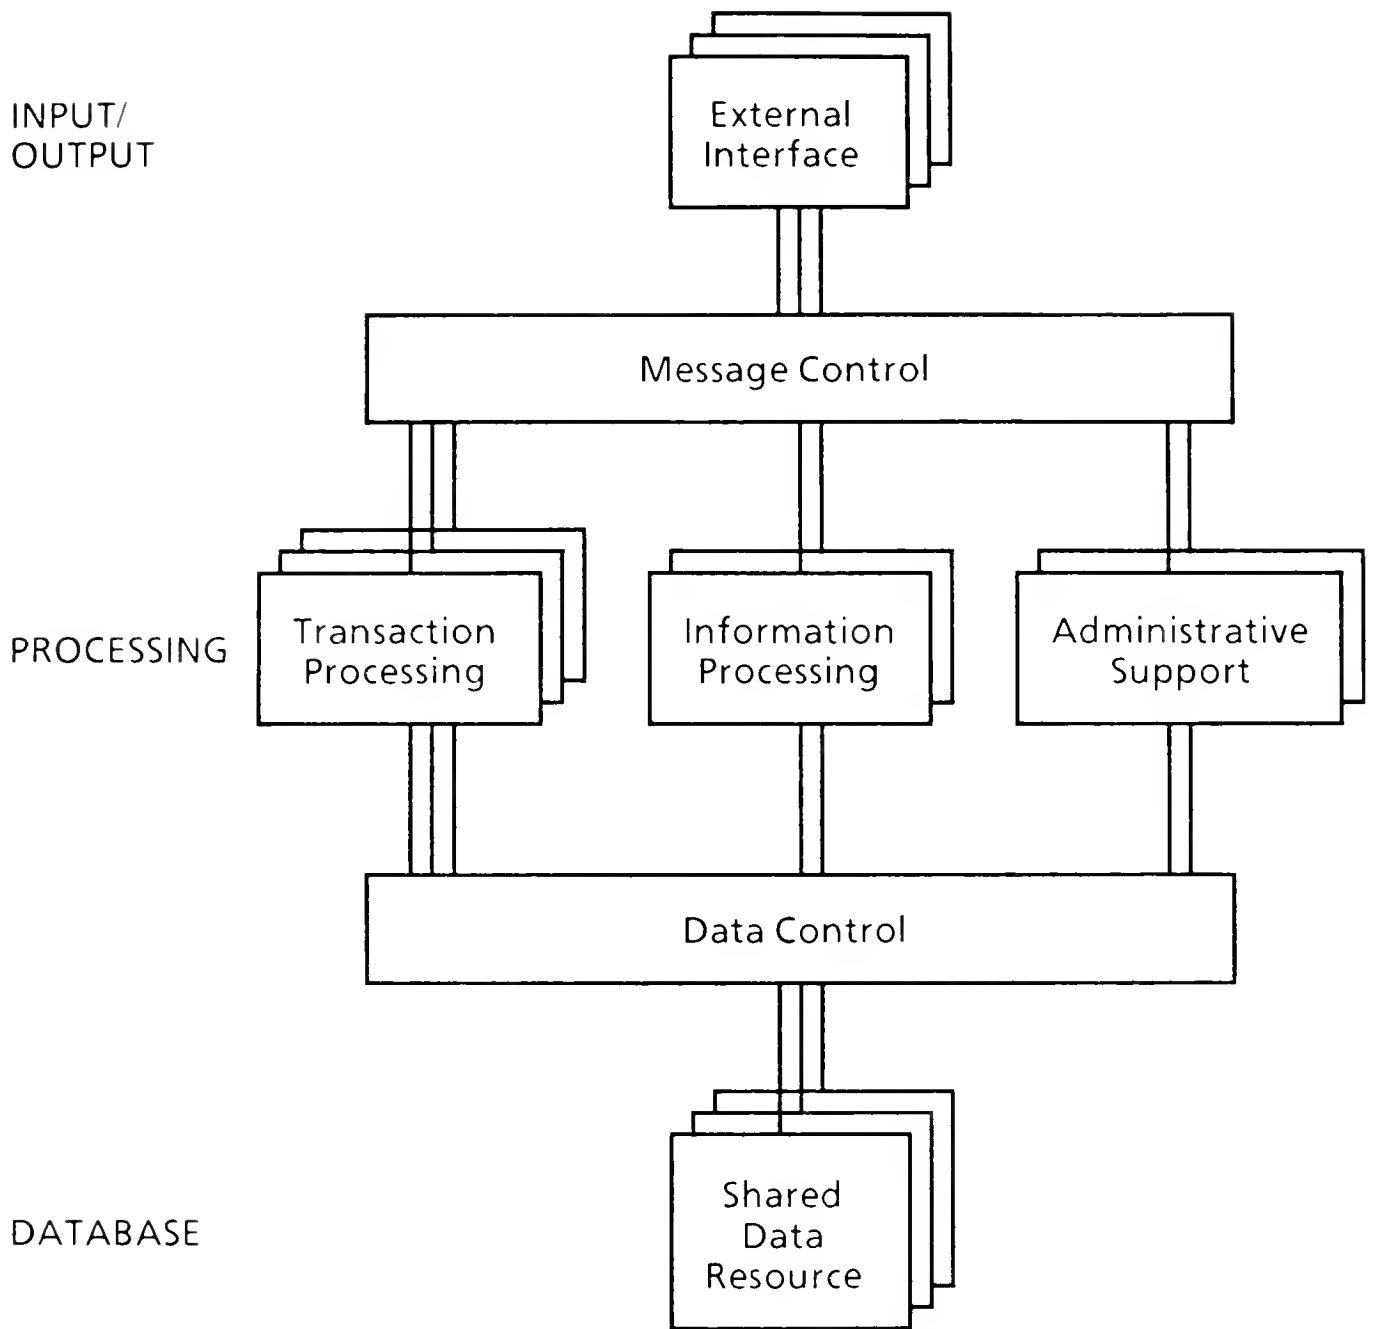 INPUT/
OUTPUT
External
Interface
Message Control
PROCESSING
Transaction
Processing
Information
Processing
Administrative
Support
Data Control
DATABASE
Shared
Data
Resource